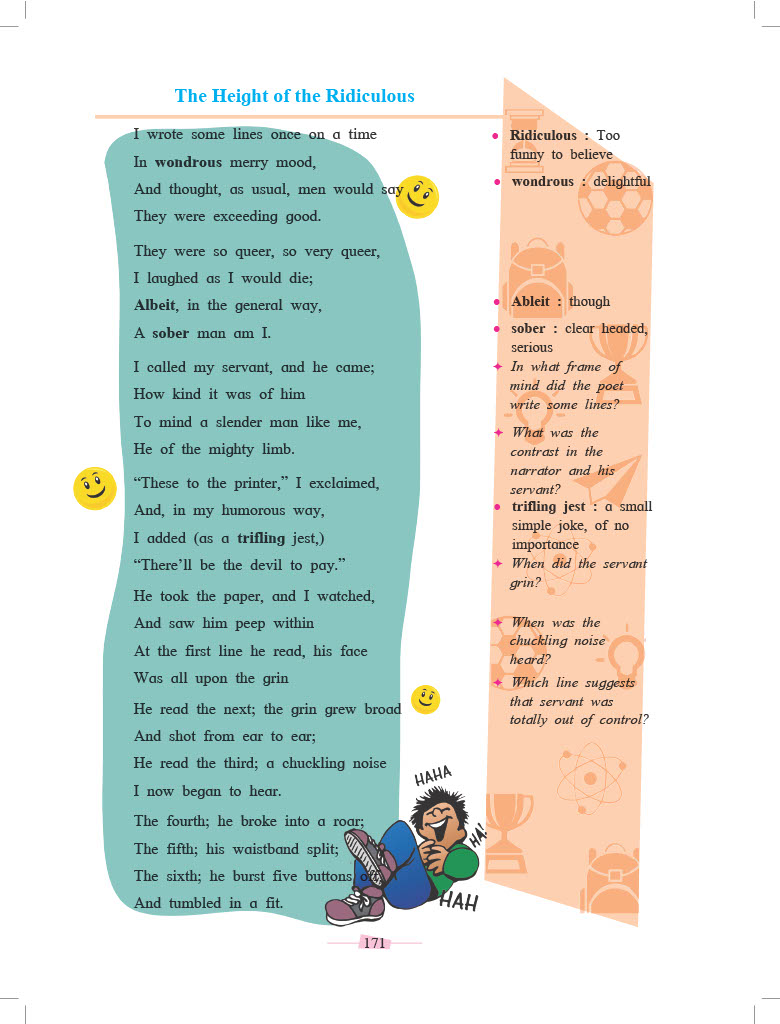 The Height of the Ridiculous
I wrote some lines once on a time
In wondrous merry mood,
And thought, as usual, men would say
They were exceeding good.
They were so queer, so very queer,
I laughed as I would die;
Albeit, in the general way,
A sober man am I.
I called my servant, and he came;
How kind it was of him
To mind a slender man like me,
He of the mighty limb.
“These to the printer,” I exclaimed,
And, in my humorous way,
I added (as a trifling jest,)
“There’ll be the devil to pay.”
He took the paper, and I watched,
And saw him peep within
At the first line he read, his face
Was all upon the grin
He read the next; the grin grew broad
And shot from ear to ear;
He read the third; a chuckling noise
I now began to hear.
The fourth; he broke into a roar;
The fifth; his waistband split;
The sixth; he burst five buttons off,
And tumbled in a fit.
• Ridiculous : Too
funny to believe
• wondrous : delightful
• Ableit : though
• sober : clear headed,
serious
✦ In what frame of
mind did the poet
write some lines?
✦ What was the
contrast in the
narrator and his
servant?
• trifling jest : a small
simple joke, of no
importance
✦ When did the servant
grin?
✦ When was the
chuckling noise
heard?
✦ Which line suggests
that servant was
totally out of control?
HAHA
HA!
HAH
171